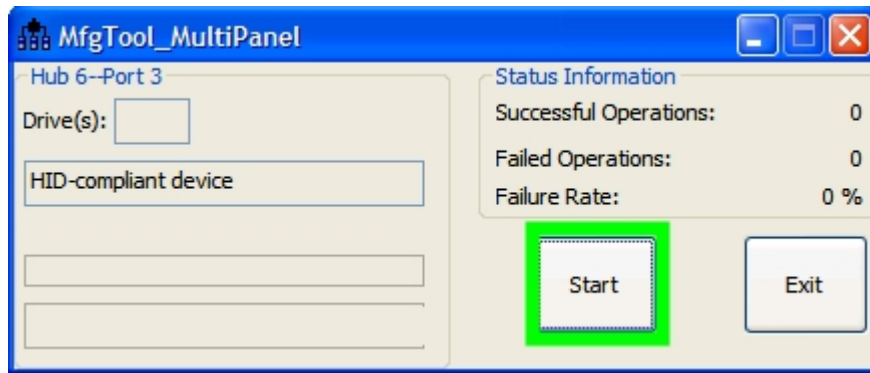 MfgTool_MultiPanel
Hub 6--Port 3
Drive(s):
HID-compliant device
Status Information
Successful Operations: 0
Failed Operations: 0
Failure Rate: 0 %
Start
Exit